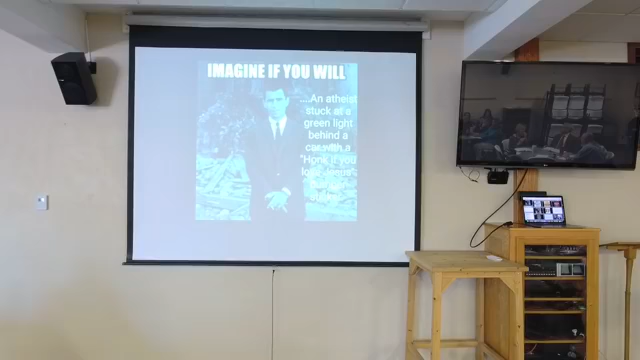 IMAGINE IF YOU WILL
....An atheist
stuck at a
green light
behind a
car with a
"Honk if you
love Jesus"